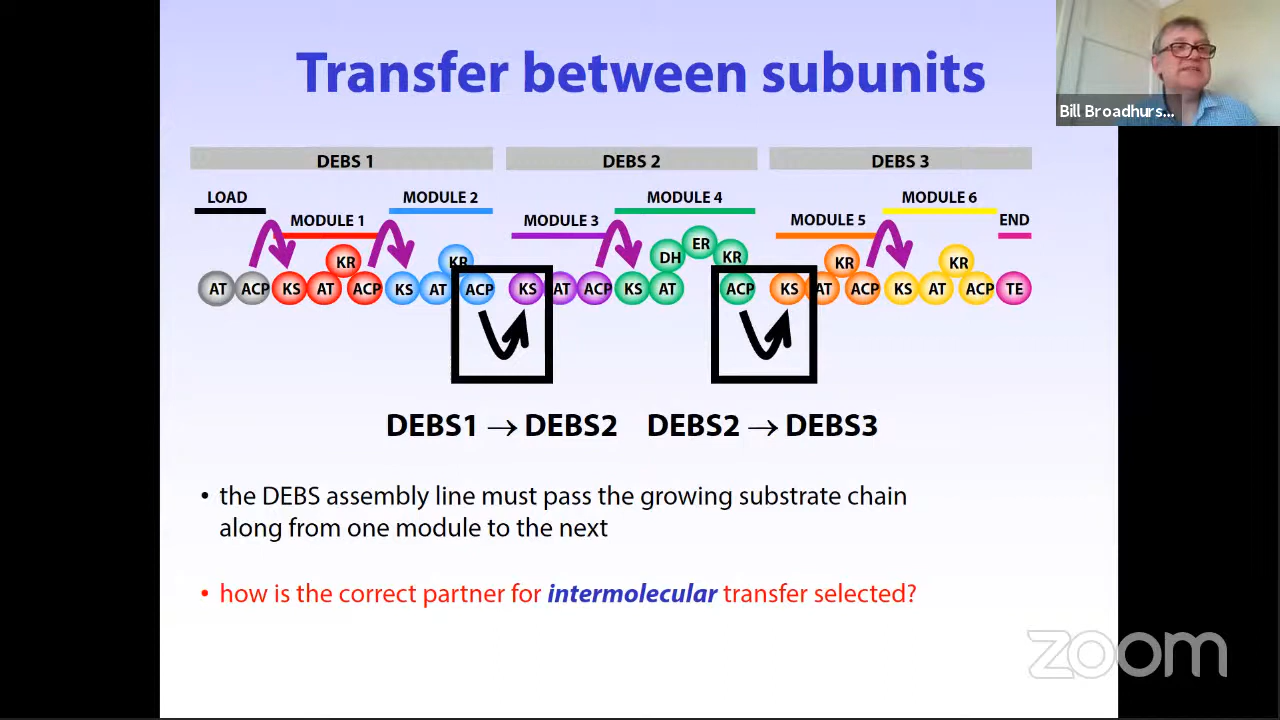 Transfer between subunits
Bill Broadhurs...
DEBS 1 DEBS 2 DEBS 3
LOAD MODULE 2 MODULE 4 MODULE 6
MODULE 1 MODULE 3 MODULE 5 END
KR KR DH ER KR KR KR
AT ACP KS AT ACP KS AT ACP KS AT ACP KS AT ACP KS AT ACP KS AT ACP TE
DEBS1 → DEBS2 DEBS2 → DEBS3
• the DEBS assembly line must pass the growing substrate chain
along from one module to the next
• how is the correct partner for intermolecular transfer selected?
zoom